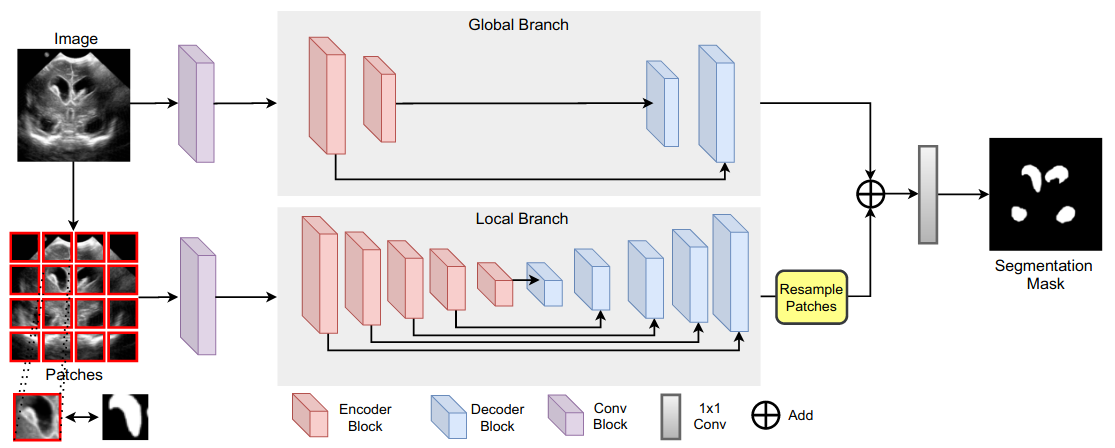 Image
Global Branch
Local Branch
Resample
Patches
Segmentation
Mask
Patches
Encoder
Block
Decoder
Block
Conv
Block
1x1
Conv
Add